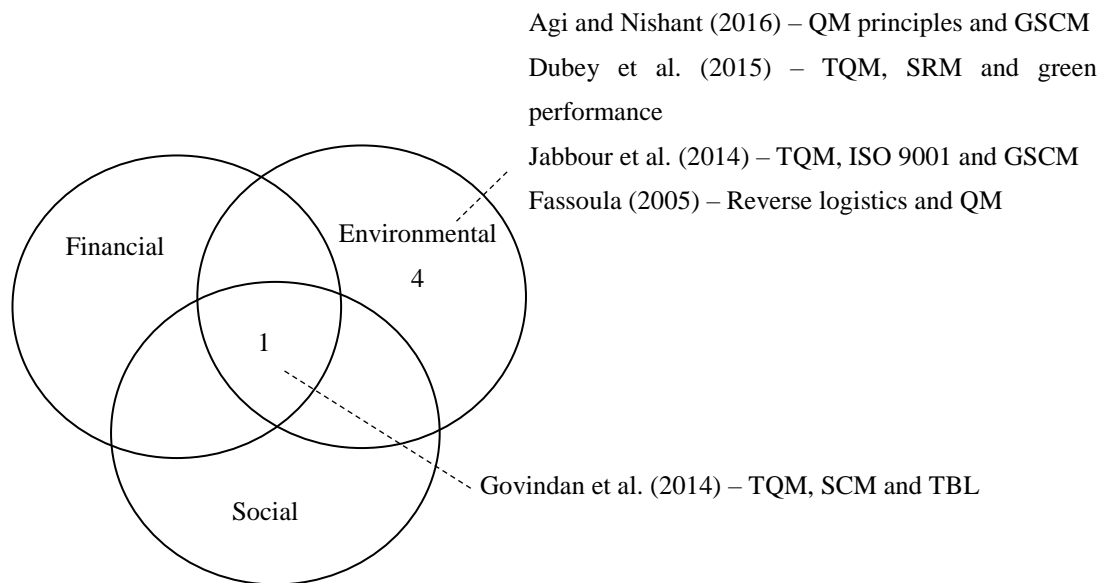 Agi and Nishant (2016) – QM principles and GSCM
Dubey et al. (2015) – TQM, SRM and green
performance
Jabbour et al. (2014) – TQM, ISO 9001 and GSCM
Fassoula (2005) – Reverse logistics and QM
Financial
Environmental
4
1
Govindan et al. (2014) – TQM, SCM and TBL
Social